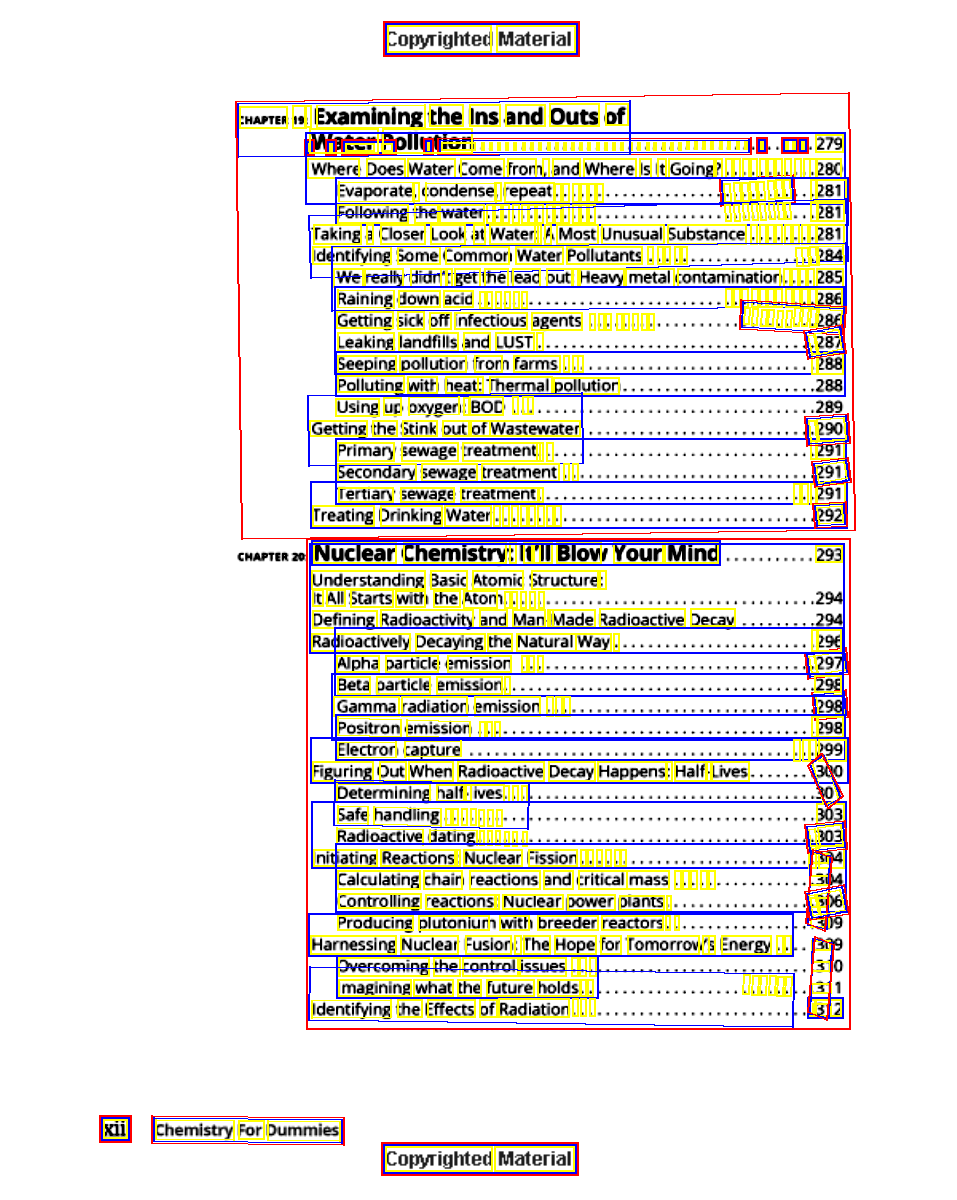 Copyrighted Material
CHAPTER 19: Examining the Ins and Outs of
Water Pollution . . . . . . . . . . . . . . . . . . . . . . 279
Where Does Water Come from, and Where Is It Going? . . . . . . . . . . 280
Evaporate, condense, repeat . . . . . . . . . . . . . . . . . . . . 281
Following the water . . . . . . . . . . . . . . . . . . . . 281
Taking a Closer Look at Water: A Most Unusual Substance . . . . . . . . 281
Identifying Some Common Water Pollutants . . . . . . . . . . . . . . . . 284
We really didn't get the lead out: Heavy metal contamination . . . . 285
Raining down acid . . . . . . . . . . . . . . . . . . . . 286
Getting sick off infectious agents . . . . . . . . . . . . . . . . . . . . 286
Leaking landfills and LUST . . . . . . . . . . . . . . . . . . . . 287
Seeping pollution from farms . . . . . . . . . . . . . . . . . . . . 288
Polluting with heat: Thermal pollution . . . . . . . . . . . . . . . . . . . . 288
Using up oxygen: BOD . . . . . . . . . . . . . . . . . . . . 289
Getting the Stink out of Wastewater . . . . . . . . . . . . . . . . . . . . 290
Primary sewage treatment . . . . . . . . . . . . . . . . . . . . 291
Secondary sewage treatment . . . . . . . . . . . . . . . . . . . . 291
Tertiary sewage treatment . . . . . . . . . . . . . . . . . . . . 291
Treating Drinking Water . . . . . . . . . . . . . . . . . . . . 292
CHAPTER 20: Nuclear Chemistry: It'll Blow Your Mind . . . . . . . . . . 293
Understanding Basic Atomic Structure:
It All Starts with the Atom . . . . . . . . . . . . . . . . . . . . 294
Defining Radioactivity and Man-Made Radioactive Decay . . . . . . . . . 294
Radioactively Decaying the Natural Way . . . . . . . . . . . . . . . . . . . . 296
Alpha particle emission . . . . . . . . . . . . . . . . . . . . 297
Beta particle emission . . . . . . . . . . . . . . . . . . . . 298
Gamma radiation emission . . . . . . . . . . . . . . . . . . . . 298
Positron emission . . . . . . . . . . . . . . . . . . . . 298
Electron capture . . . . . . . . . . . . . . . . . . . . 299
Figuring Out When Radioactive Decay Happens: Half-Lives . . . . . . . 300
Determining half-lives . . . . . . . . . . . . . . . . . . . . 301
Safe handling . . . . . . . . . . . . . . . . . . . . 303
Radioactive dating . . . . . . . . . . . . . . . . . . . . 303
Initiating Reactions: Nuclear Fission . . . . . . . . . . . . . . . . . . . . 304
Calculating chain reactions and critical mass . . . . . . . . . . . . . . . . 304
Controlling reactions: Nuclear power plants . . . . . . . . . . . . . . . . 306
Producing plutonium with breeder reactors . . . . . . . . . . . . . . . . 309
Harnessing Nuclear Fusion: The Hope for Tomorrow's Energy . . . . . 309
Overcoming the control issues . . . . . . . . . . . . . . . . . . . . 310
Imagining what the future holds . . . . . . . . . . . . . . . . . . . . 311
Identifying the Effects of Radiation . . . . . . . . . . . . . . . . . . . . 312
xii Chemistry For Dummies
Copyrighted Material